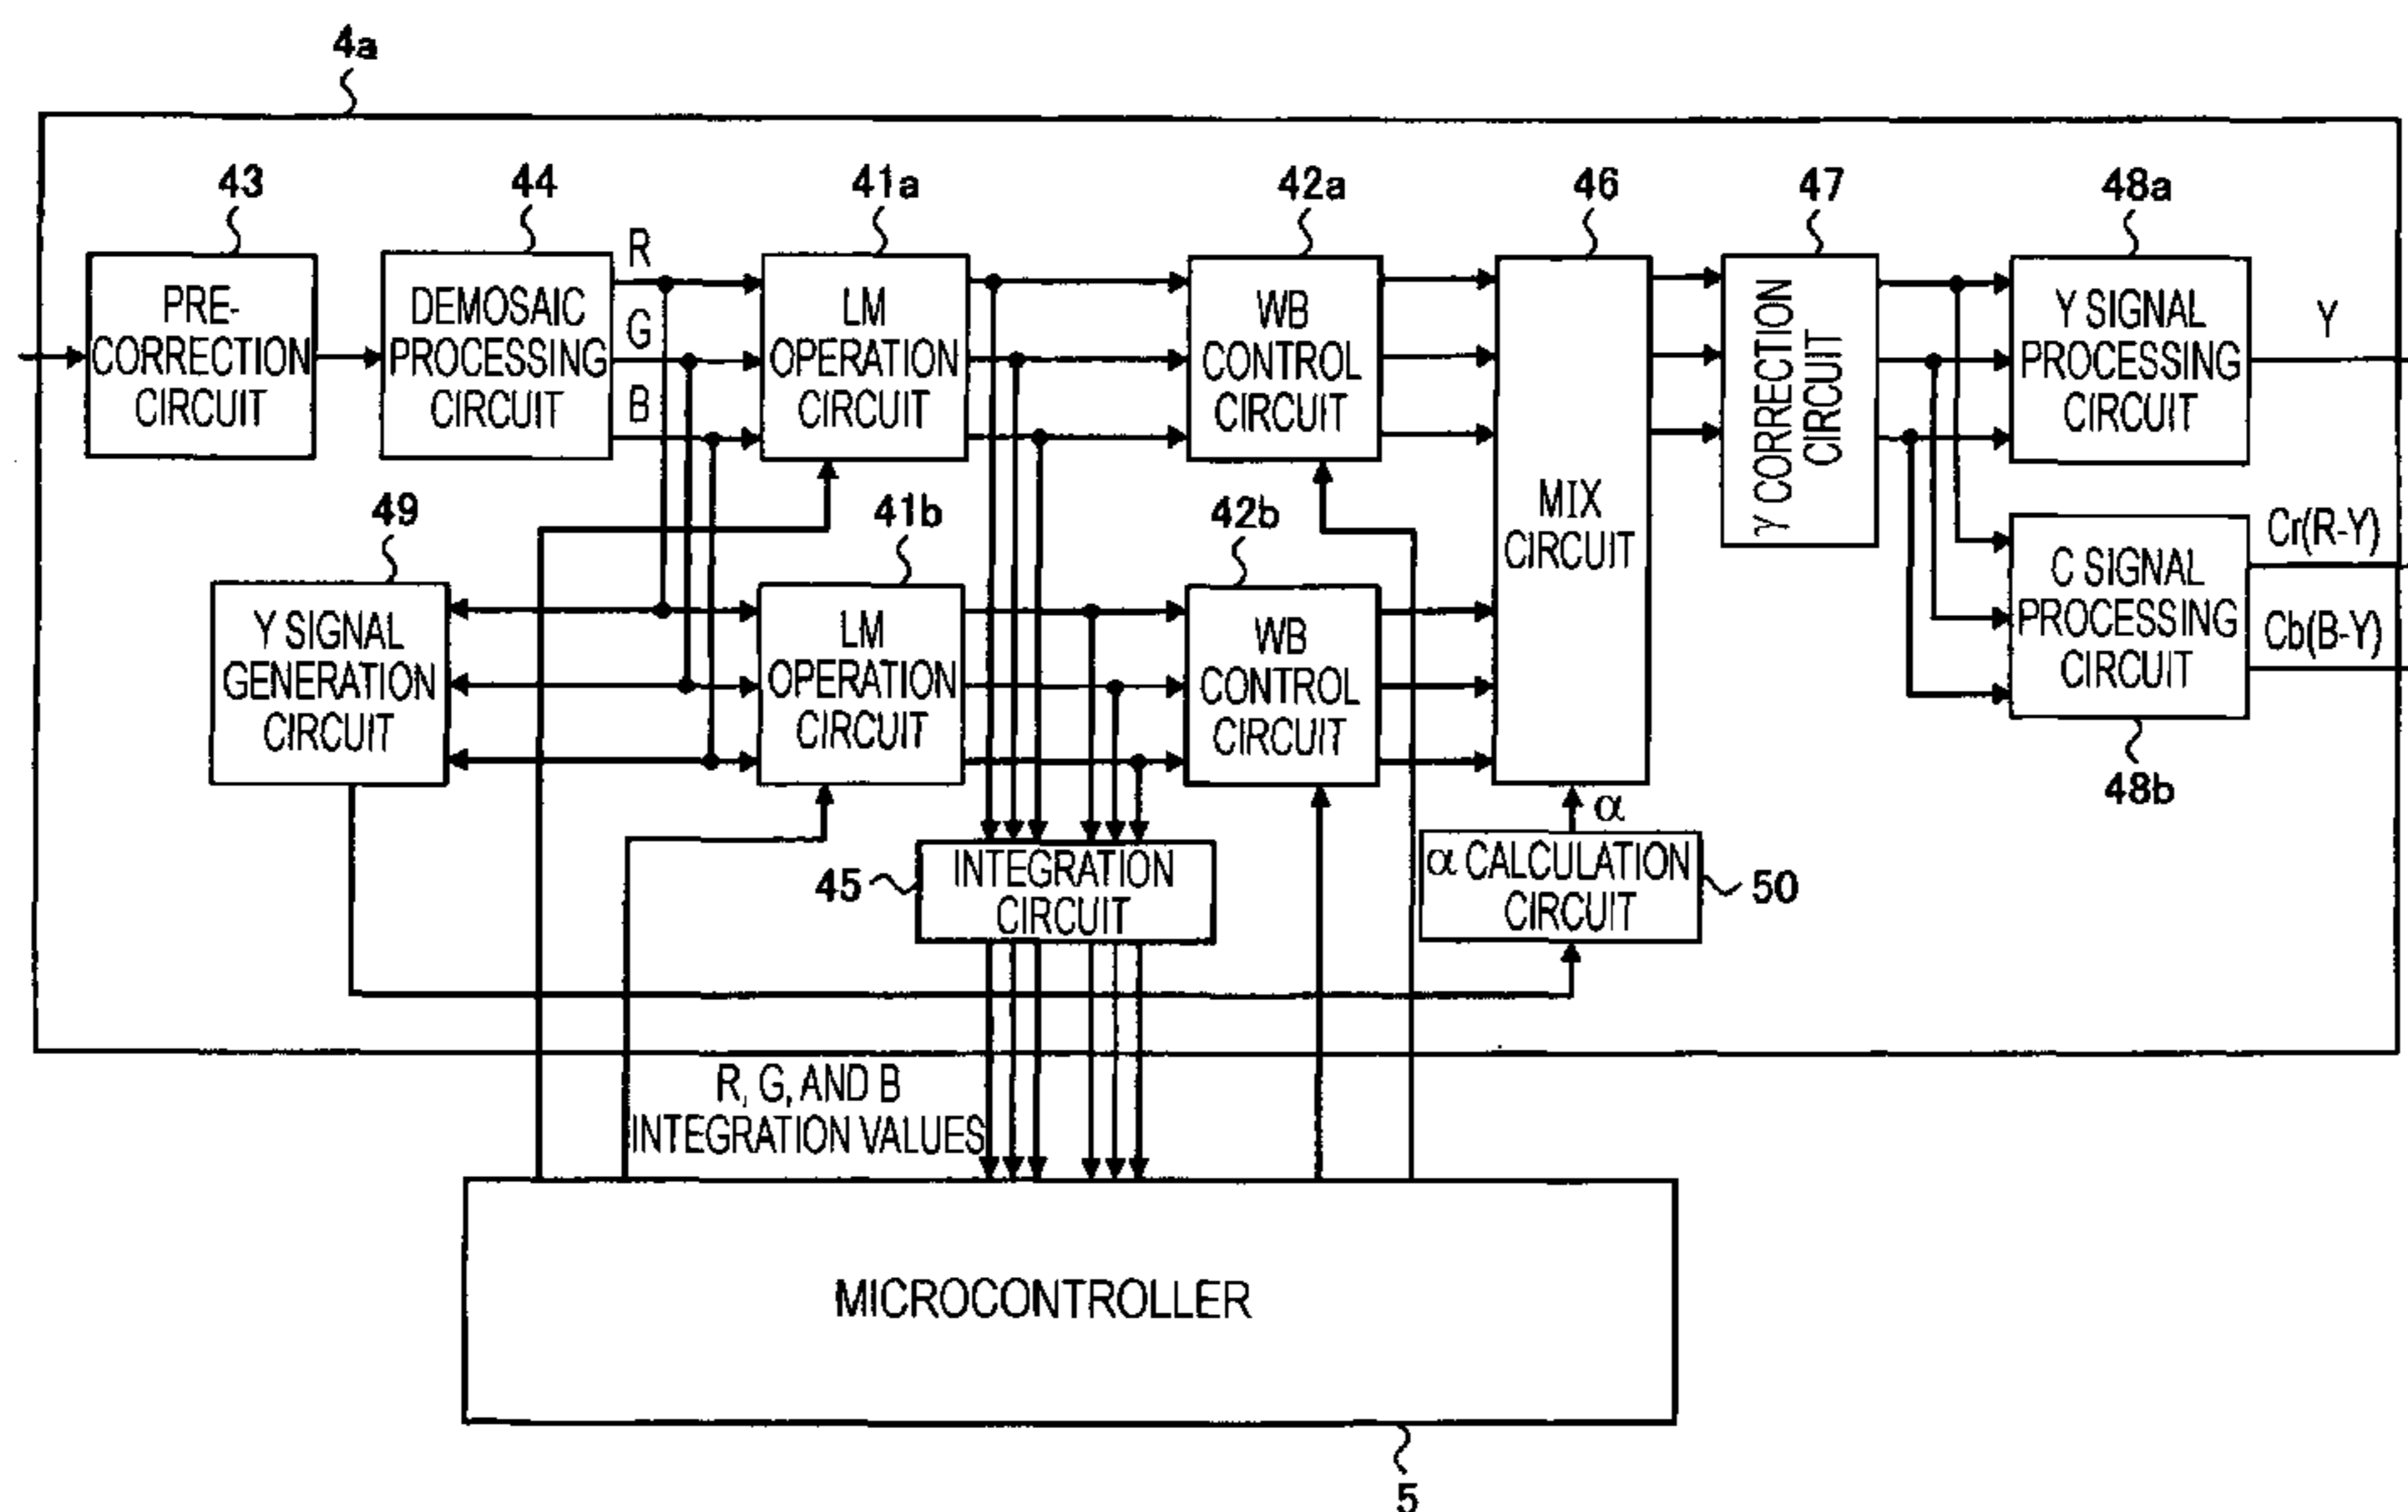 4a
43
44
41a
42a
46
47
48a
PRE-
CORRECTION
CIRCUIT
DEMOSAIC
PROCESSING
CIRCUIT
R
G
B
LM
OPERATION
CIRCUIT
WB
CONTROL
CIRCUIT
MIX
CIRCUIT
γ CORRECTION
CIRCUIT
Y SIGNAL
PROCESSING
CIRCUIT
Y
49
41b
42b
Y SIGNAL
GENERATION
CIRCUIT
LM
OPERATION
CIRCUIT
WB
CONTROL
CIRCUIT
C SIGNAL
PROCESSING
CIRCUIT
Cr(R-Y)
Cb(B-Y)
48b
α
45
INTEGRATION
CIRCUIT
α CALCULATION
CIRCUIT
50
R, G, AND B
INTEGRATION VALUES
MICROCONTROLLER
5